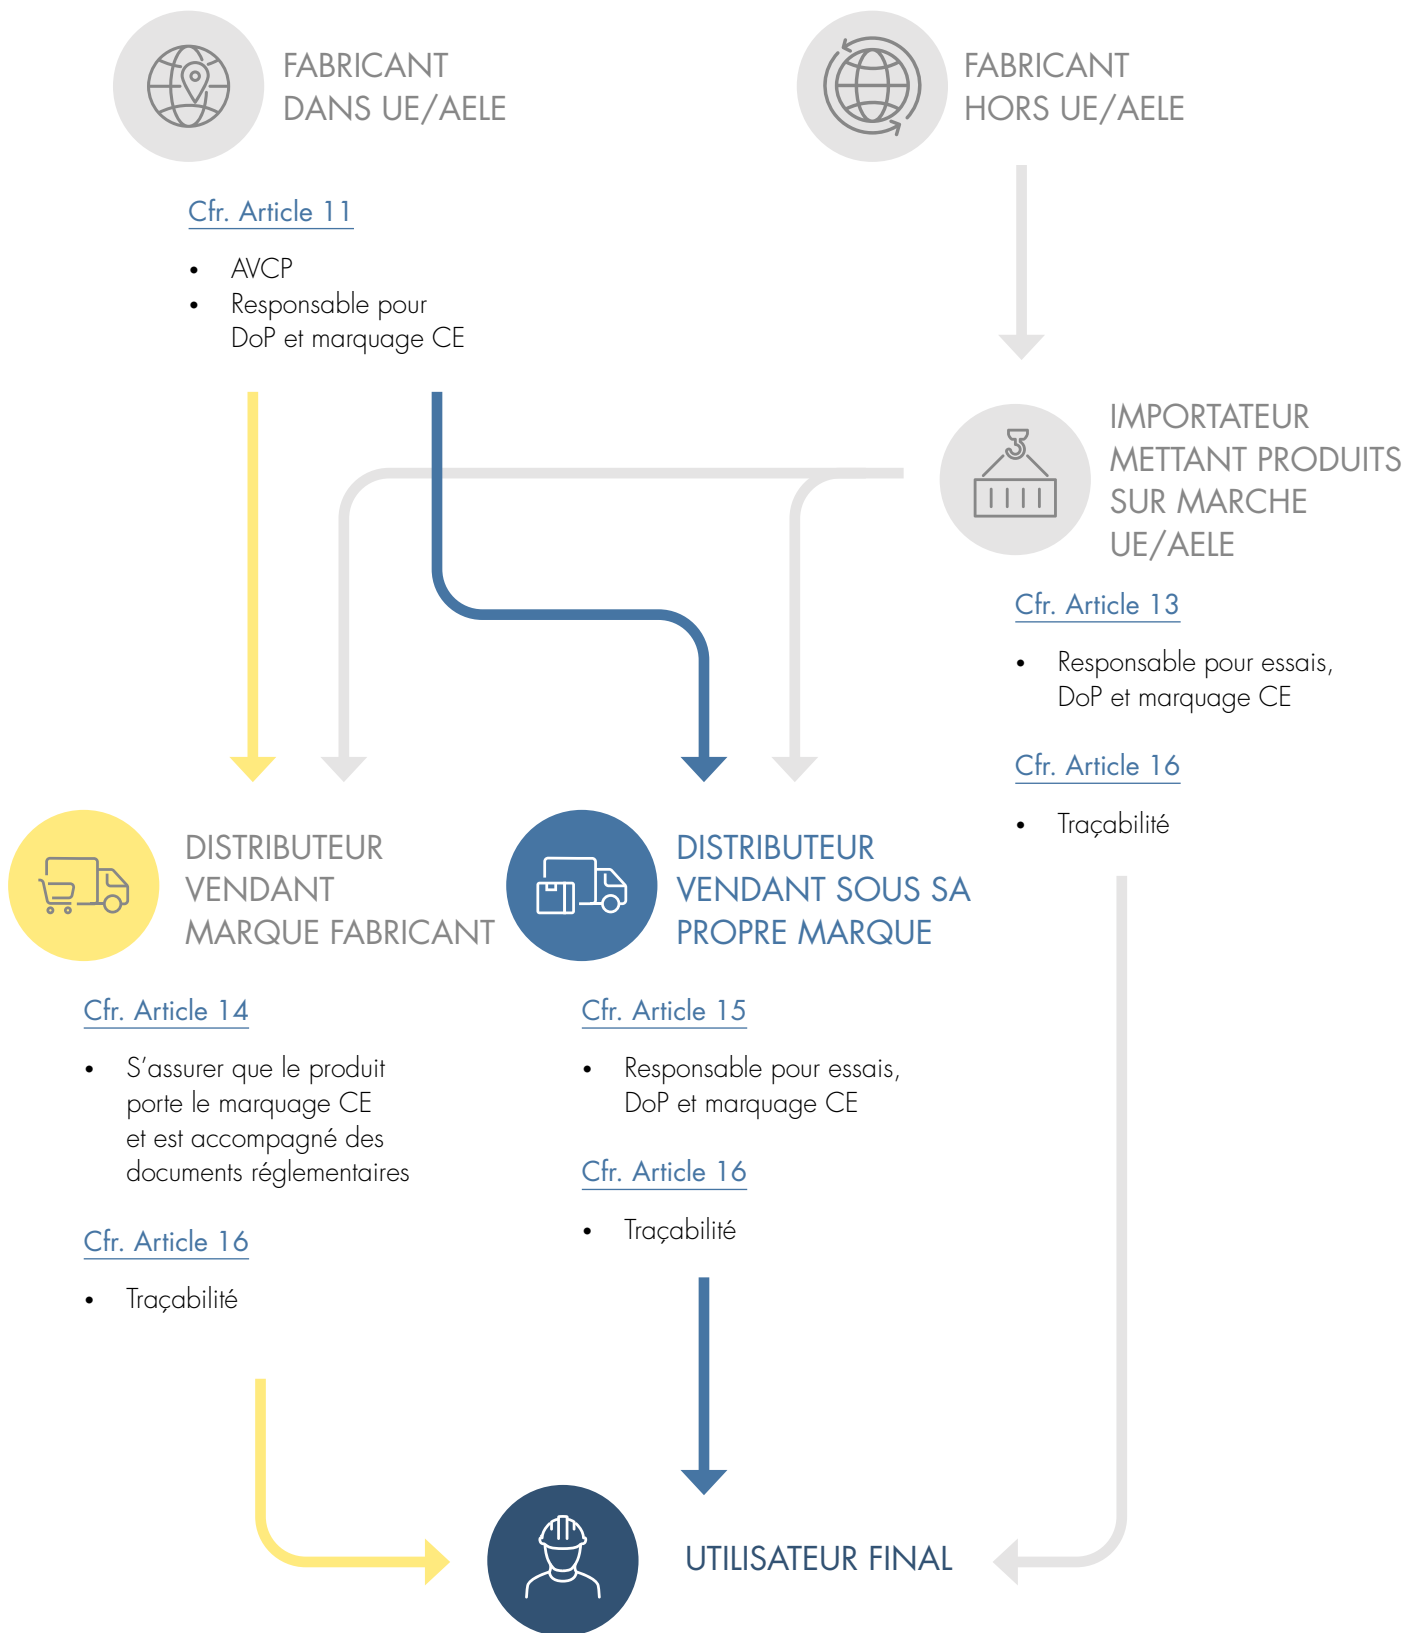 FABRICANT
DANS UE/AELE
FABRICANT
HORS UE/AELE
Cfr. Article 11
• AVCP
• Responsable pour
DoP et marquage CE
IMPORTATEUR
METTANT PRODUITS
SUR MARCHE
UE/AELE
Cfr. Article 13
• Responsable pour essais,
DoP et marquage CE
Cfr. Article 16
• Traçabilité
DISTRIBUTEUR
VENDANT
MARQUE FABRICANT
DISTRIBUTEUR
VENDANT SOUS SA
PROPRE MARQUE
Cfr. Article 14
• S’assurer que le produit
porte le marquage CE
et est accompagné des
documents réglementaires
Cfr. Article 16
• Traçabilité
Cfr. Article 15
• Responsable pour essais,
DoP et marquage CE
Cfr. Article 16
• Traçabilité
UTILISATEUR FINAL